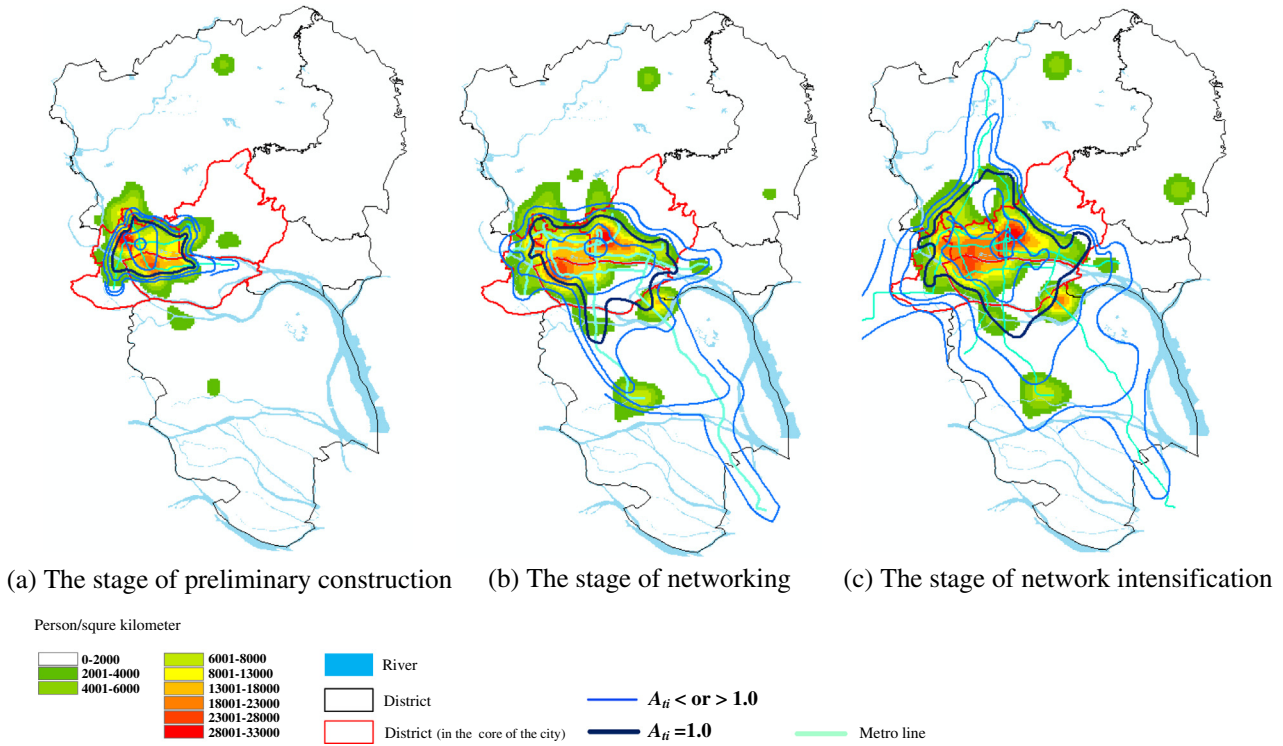 (a) The stage of preliminary construction (b) The stage of networking (c) The stage of network intensification
Person/squre kilometer
0-2000
2001-4000
4001-6000
6001-8000
8001-13000
13001-18000
18001-23000
23001-28000
28001-33000
River
District
District (in the core of the city)
A_ti < or > 1.0
A_ti =1.0
Metro line